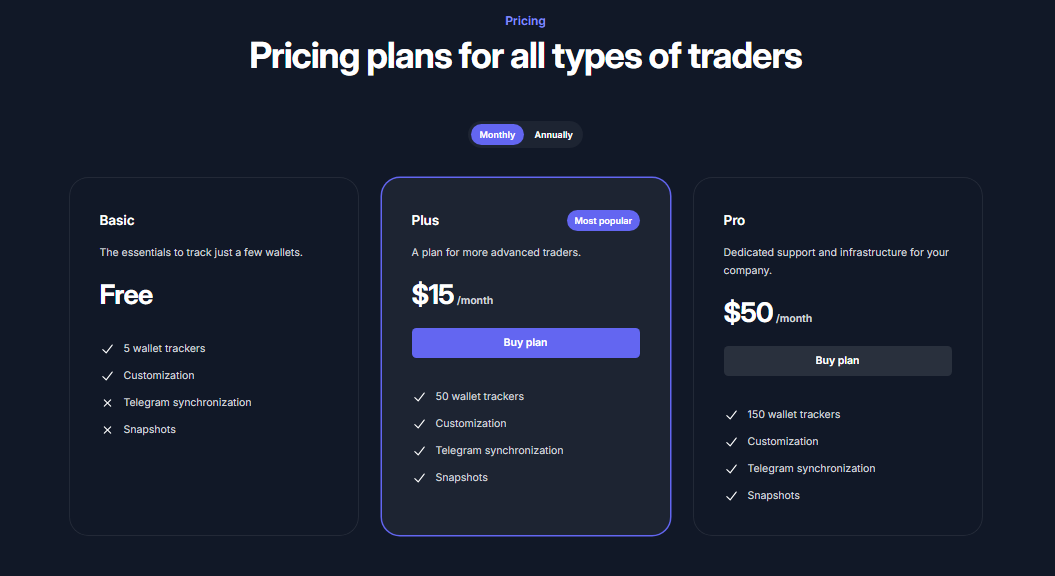 Pricing
Pricing plans for all types of traders
Monthly
Annually
Basic
The essentials to track just a few wallets.
Free
5 wallet trackers
Customization
Telegram synchronization
Snapshots
Plus
Most popular
A plan for more advanced traders.
$15 /month
Buy plan
50 wallet trackers
Customization
Telegram synchronization
Snapshots
Pro
Dedicated support and infrastructure for your
company.
$50 /month
Buy plan
150 wallet trackers
Customization
Telegram synchronization
Snapshots